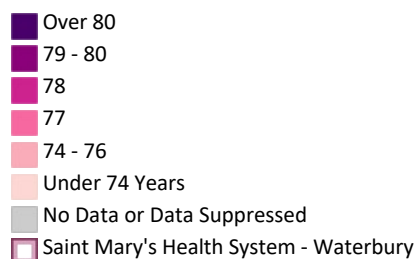 Over 80
79 - 80
78
77
74 - 76
Under 74 Years
No Data or Data Suppressed
Saint Mary's Health System - Waterbury